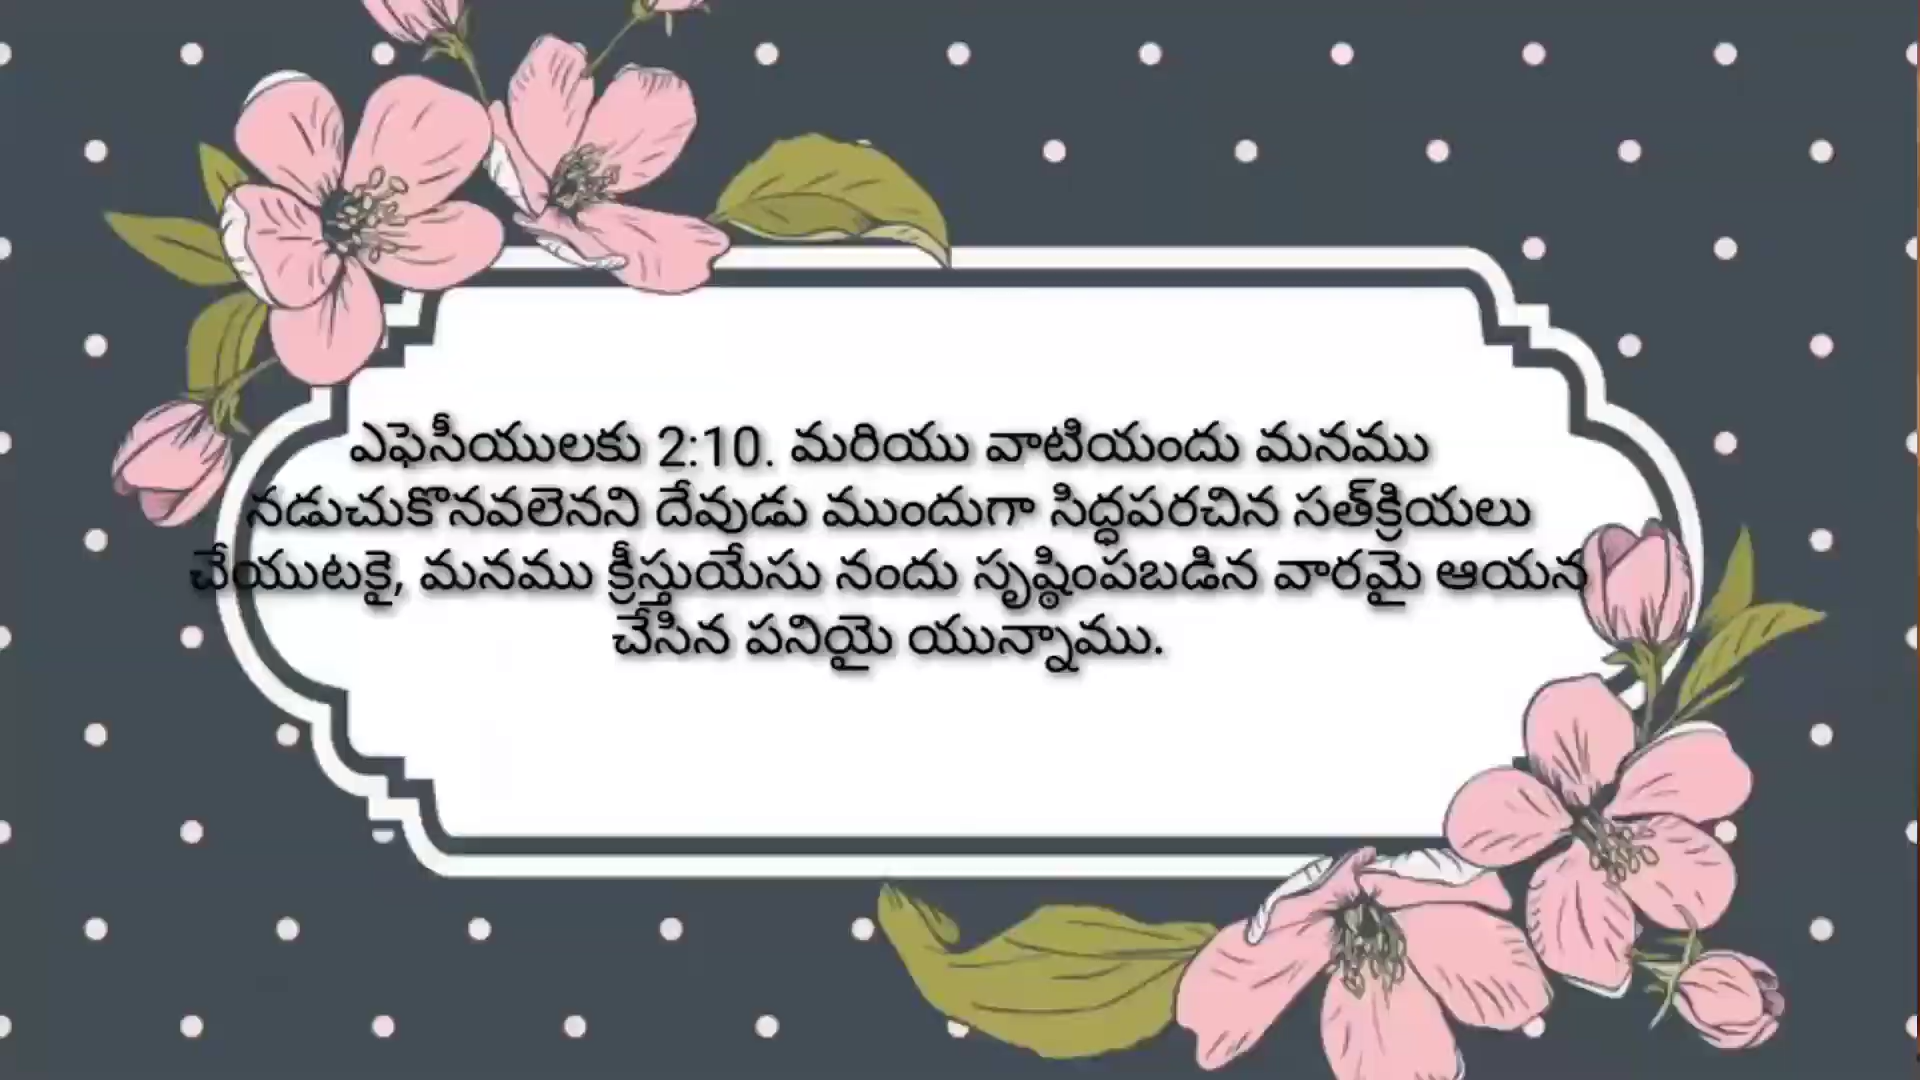 ఎఫెసీయులకు 2:10. మరియు వాటియందు మనము
నడుచుకొనవలెనని దేవుడు ముందుగా సిద్ధపరచిన సత్‌క్రియలు
చేయుటకై, మనము క్రీస్తుయేసు నందు సృష్ఠింపబడిన వారమై ఆయన
చేసిన పనియై యున్నాము.